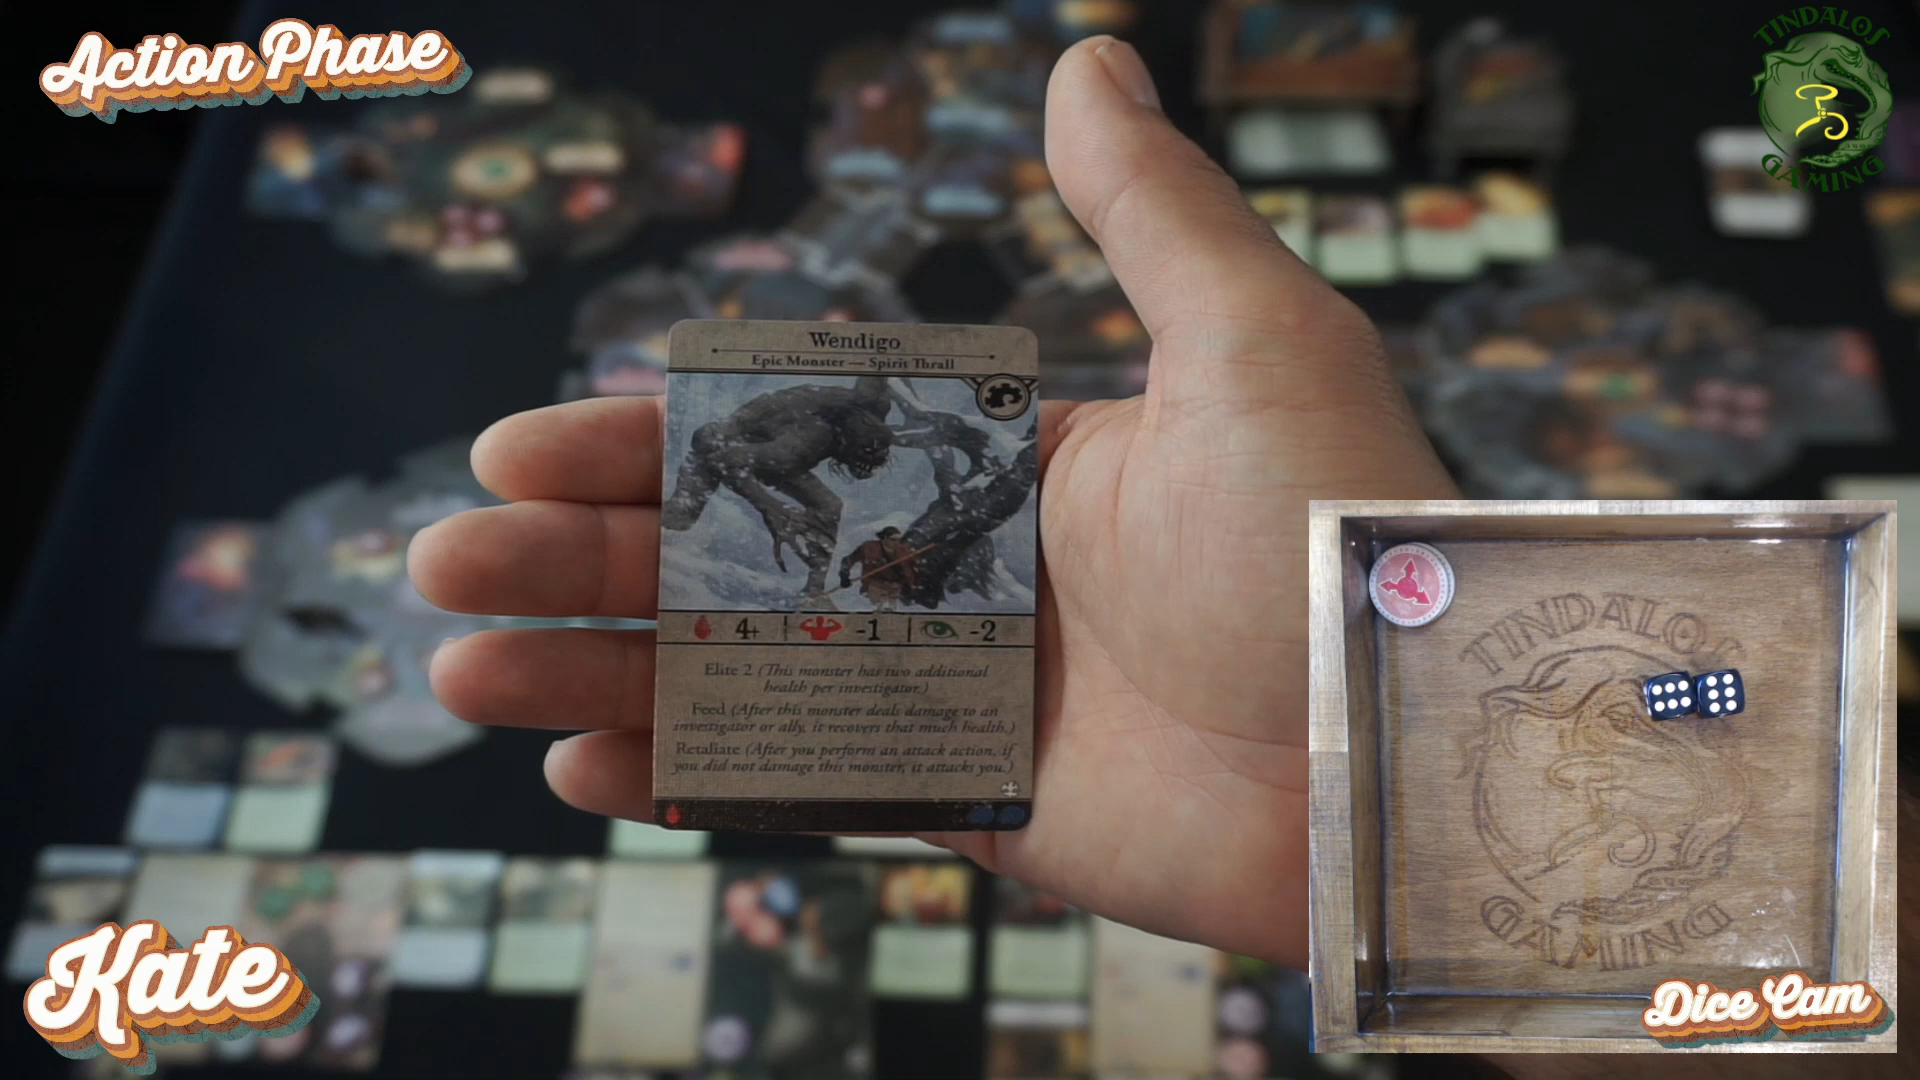 Action Phase
TINDALOS
GAMING
Wendigo
Epic Monster — Spirit Thrall
4+ -1 -2
Elite 2 (This monster has two additional
health per investigator.)
Feed (After this monster deals damage to an
investigator or ally, it recovers that much health.)
Retaliate (After you perform an attack action, if
you did not damage this monster, it attacks you.)
TINDALOS
GAMING
Kate
Dice Cam